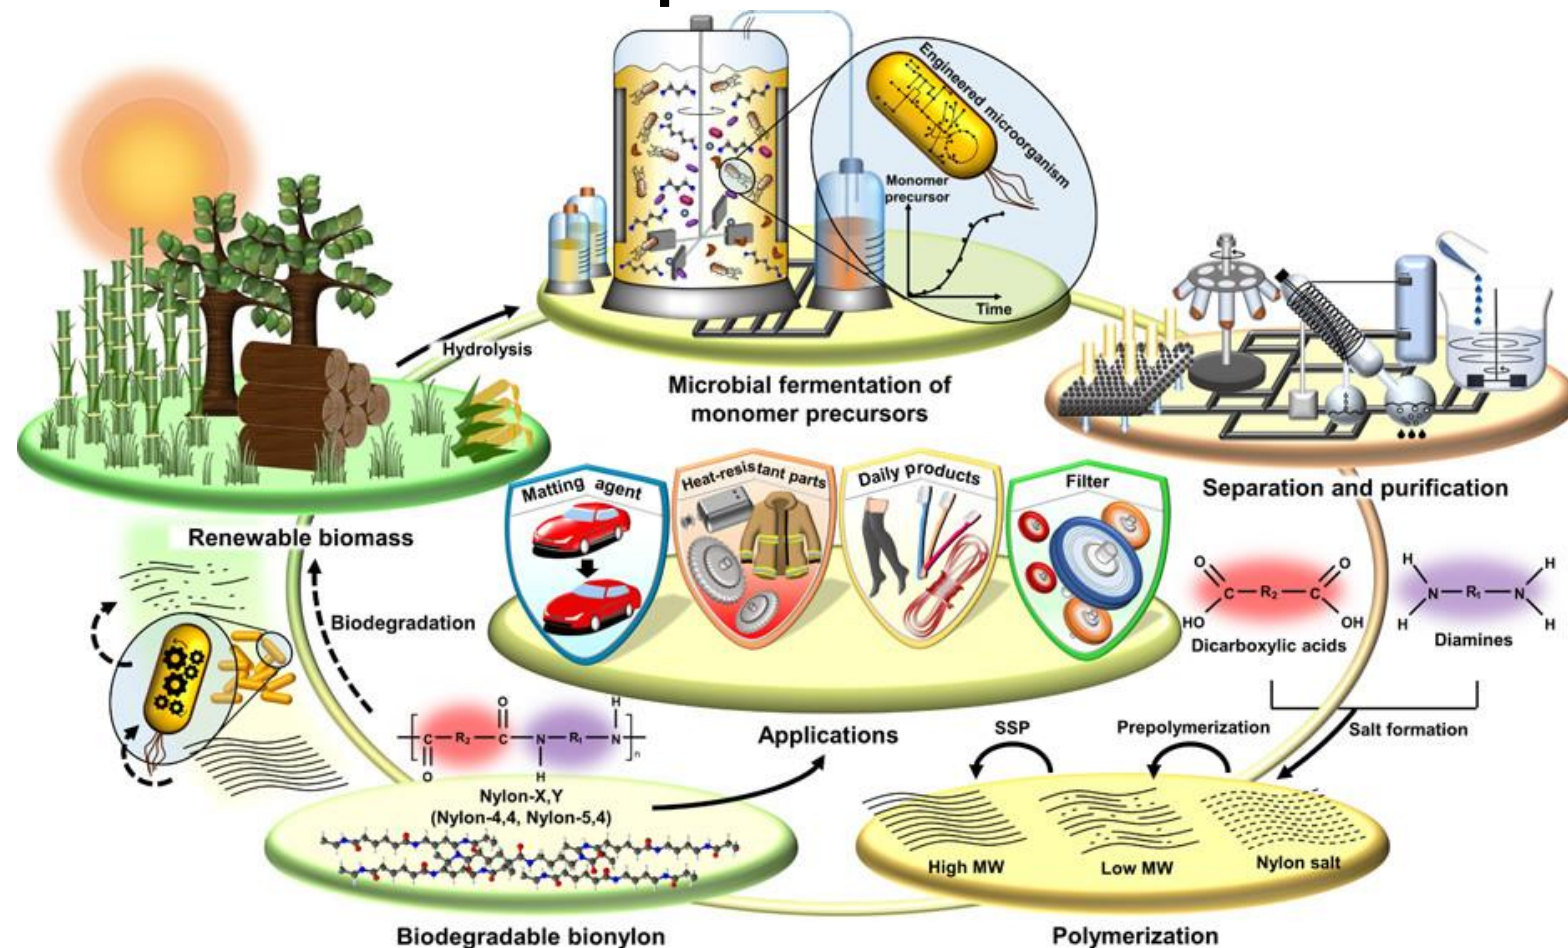 Engineered microorganism
Monomer
precursor
Time
Hydrolysis
Microbial fermentation of
monomer precursors
Renewable biomass
Separation and purification
Matting agent
Heat-resistant parts
Daily products
Filter
Biodegradation
O
O
C
R₂
C
HO
OH
Dicarboxylic acids
H
H
N
R₁
N
H
H
Diamines
Salt formation
Applications
SSP
Prepolymerization
O
H
C
R₂
C
N
R₁
N
n
O
H
Nylon-X,Y
(Nylon-4,4, Nylon-5,4)
High MW
Low MW
Nylon salt
Biodegradable bionylon
Polymerization